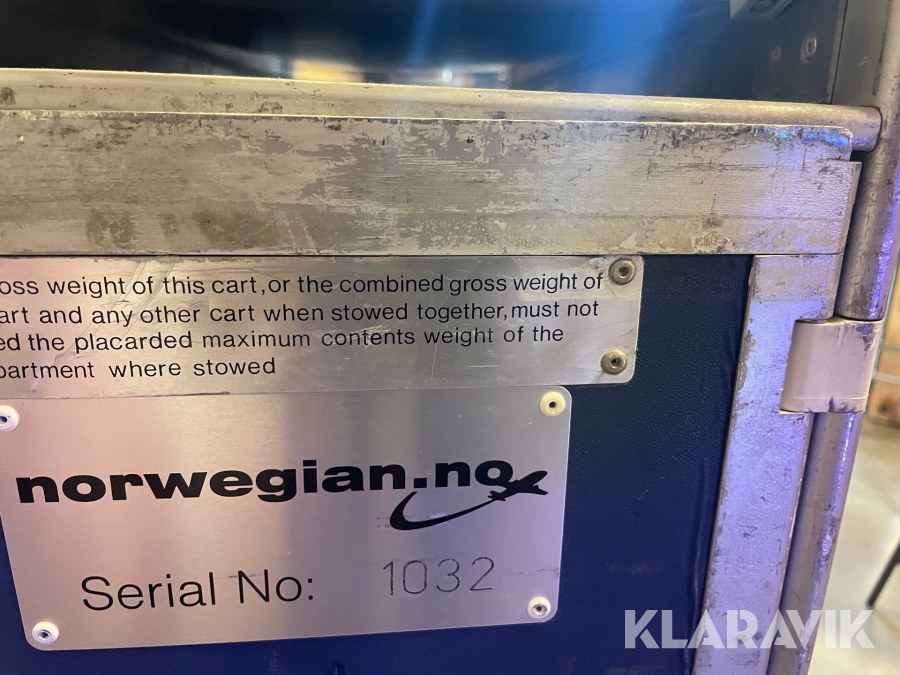 oss weight of this cart,or the combined gross weight of
art and any other cart when stowed together,must not
ed the placarded maximum contents weight of the
partment where stowed
norwegian.no
Serial No: 1032
KLARAVIK